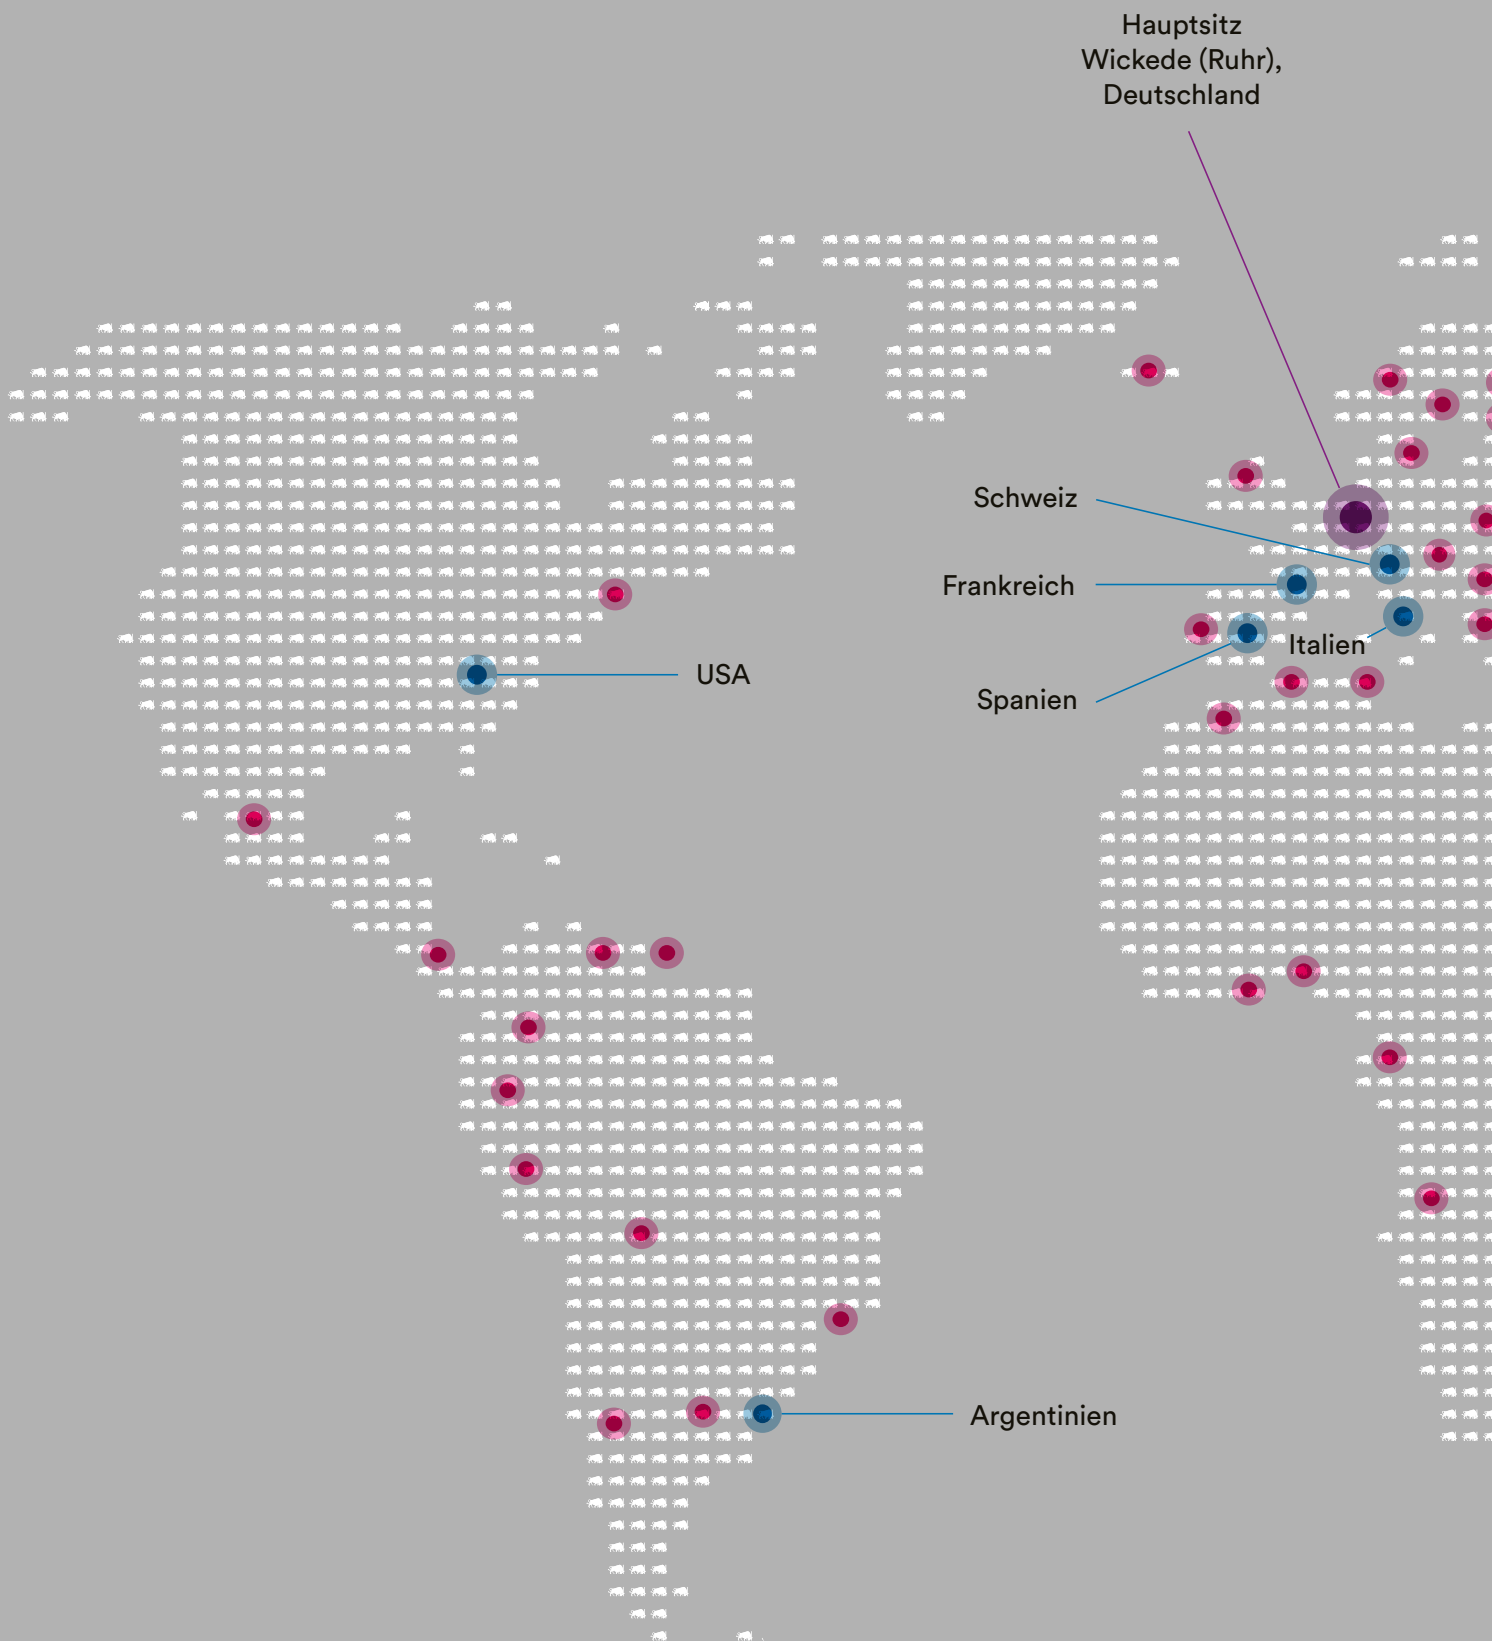 Hauptsitz
Wickede (Ruhr),
Deutschland
Schweiz
Frankreich
Italien
USA
Spanien
Argentinien